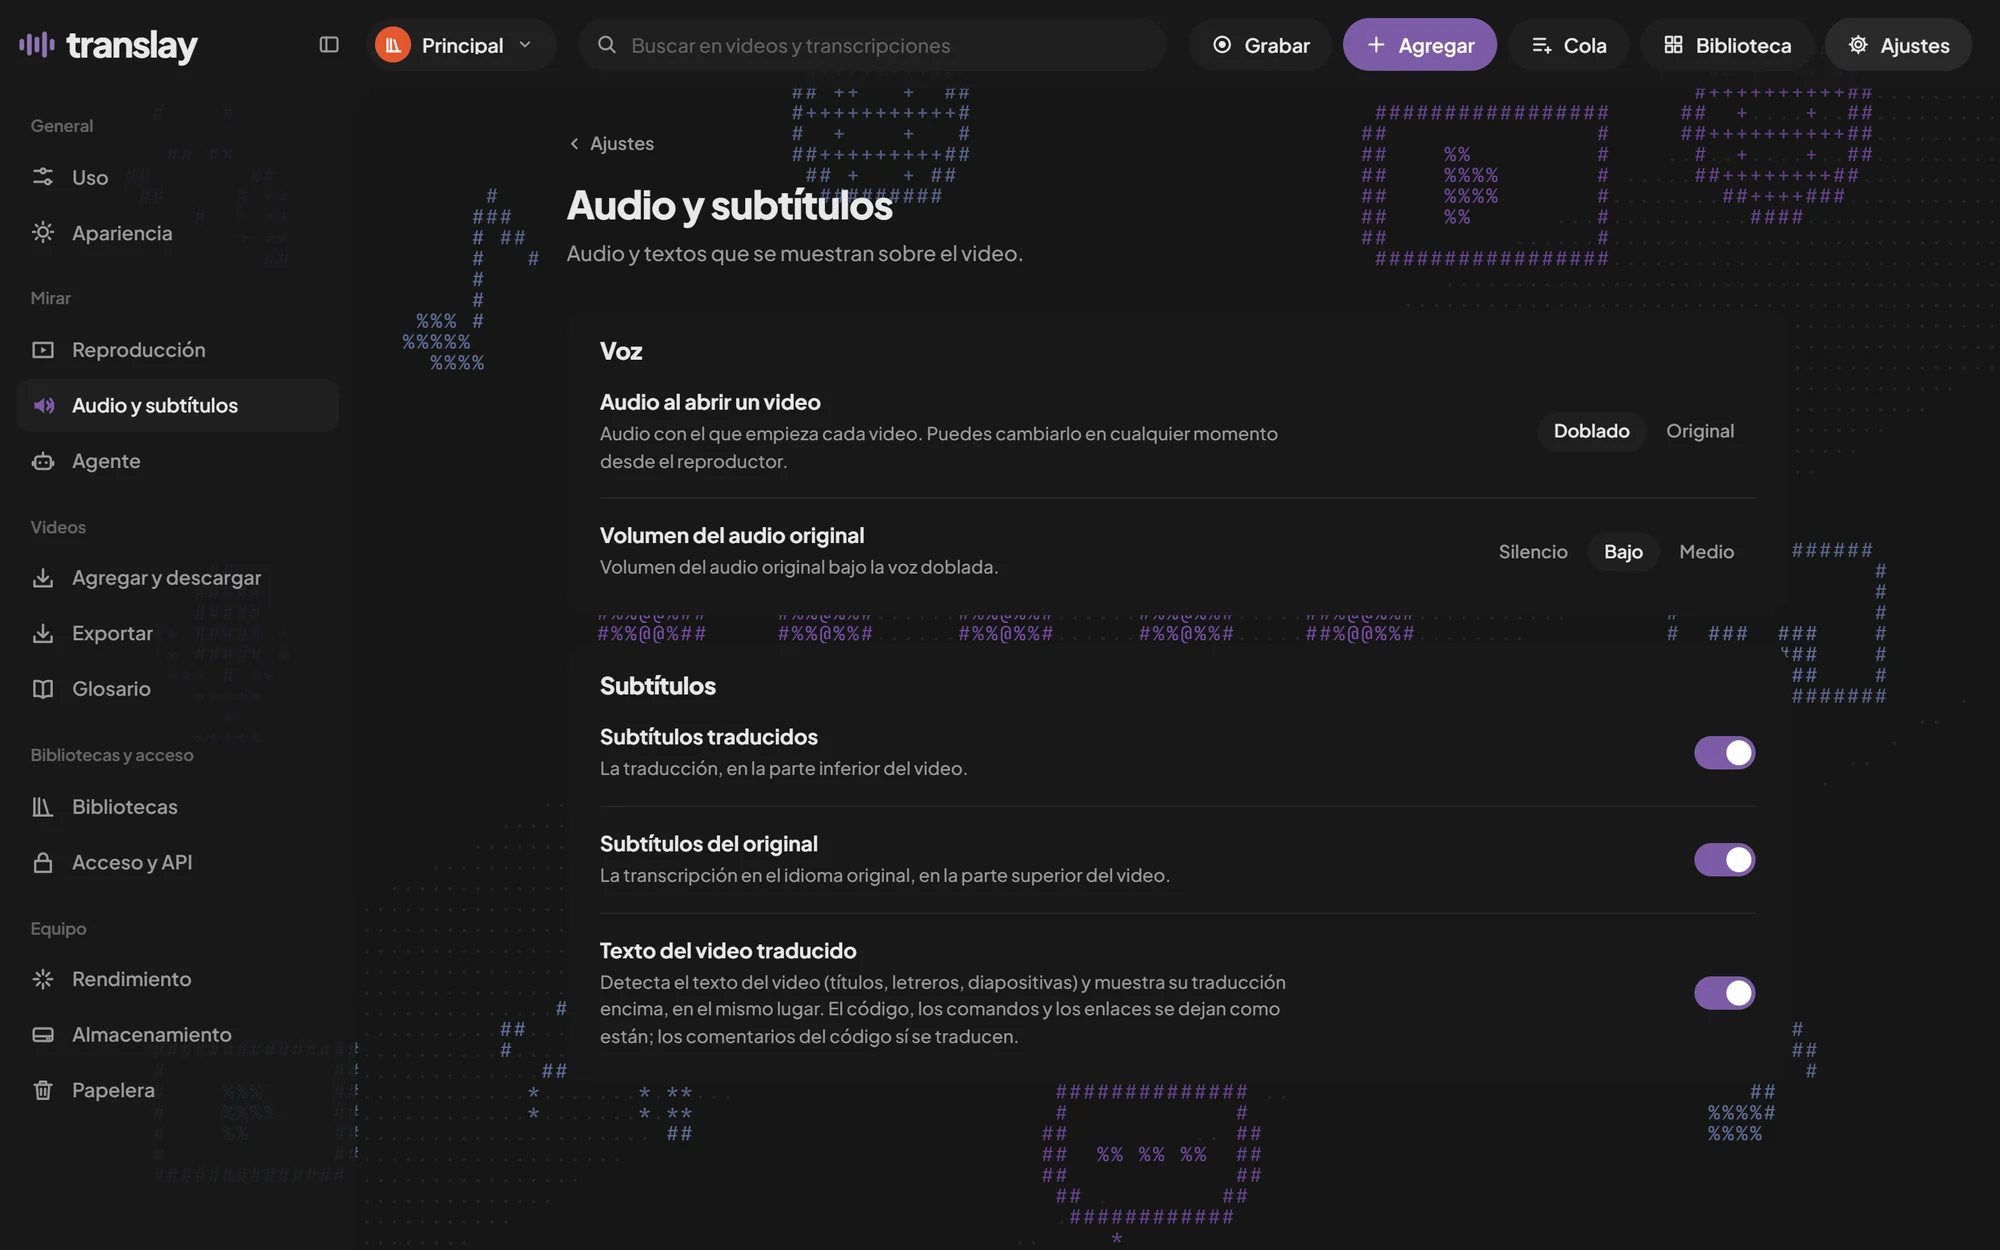 translay
Principal
Buscar en videos y transcripciones
Grabar
Agregar
Cola
Biblioteca
Ajustes
General
Uso
Apariencia
Mirar
Reproducción
Audio y subtítulos
Agente
Videos
Agregar y descargar
Exportar
Glosario
Bibliotecas y acceso
Bibliotecas
Acceso y API
Equipo
Rendimiento
Almacenamiento
Papelera
Ajustes
Audio y subtítulos
Audio y textos que se muestran sobre el video.
Voz
Audio al abrir un video
Audio con el que empieza cada video. Puedes cambiarlo en cualquier momento
desde el reproductor.
Doblado
Original
Volumen del audio original
Volumen del audio original bajo la voz doblada.
Silencio
Bajo
Medio
Subtítulos
Subtítulos traducidos
La traducción, en la parte inferior del video.
Subtítulos del original
La transcripción en el idioma original, en la parte superior del video.
Texto del video traducido
Detecta el texto del video (títulos, letreros, diapositivas) y muestra su traducción
encima, en el mismo lugar. El código, los comandos y los enlaces se dejan como
están; los comentarios del código sí se traducen.